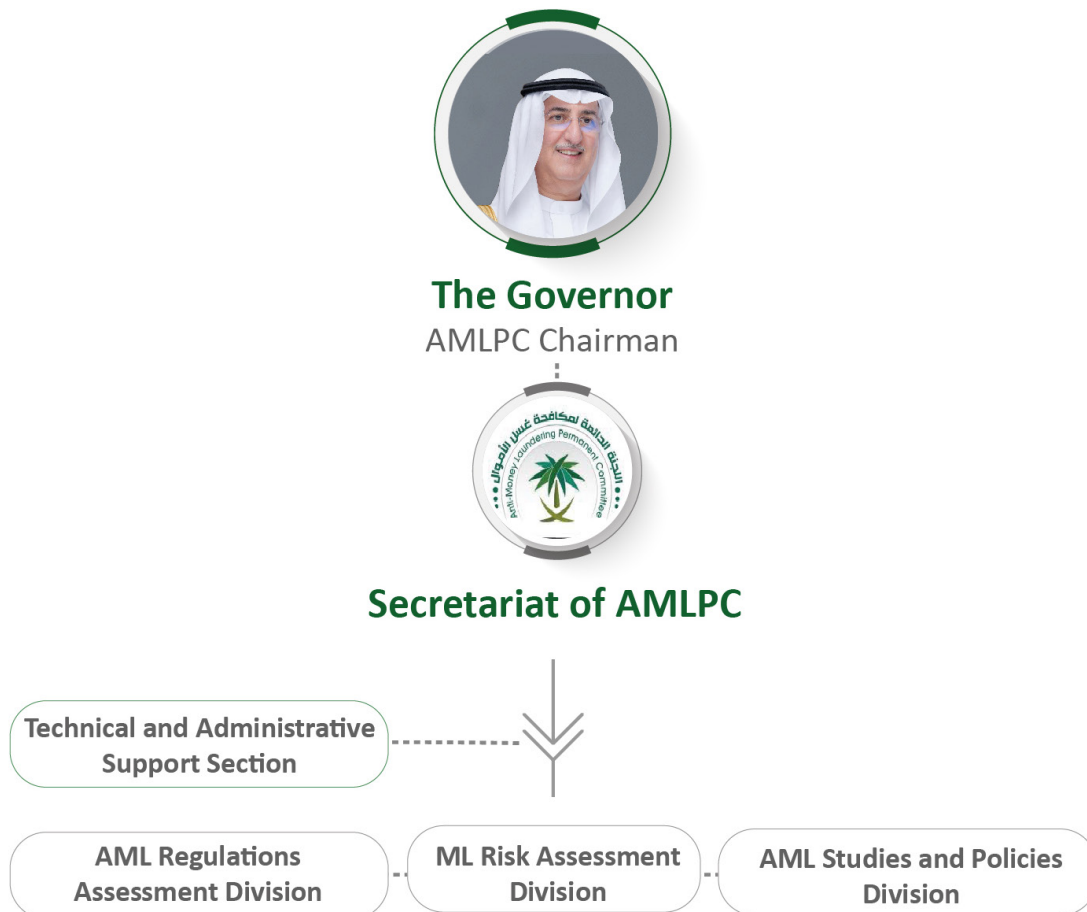 The Governor
AMLPC Chairman
اللجنة الدائمة لمكافحة غسل الأموال
Anti-Money Laundering Permanent Committee
Secretariat of AMLPC
Technical and Administrative
Support Section
AML Regulations
Assessment Division
ML Risk Assessment
Division
AML Studies and Policies
Division